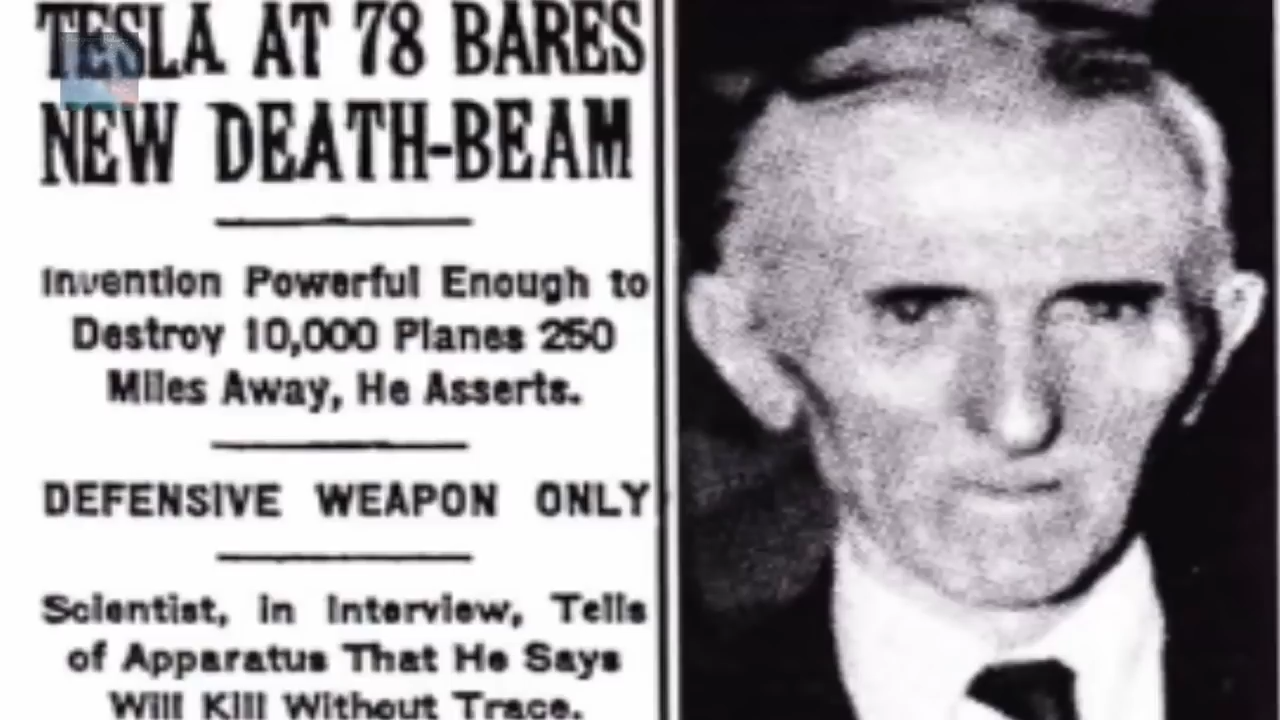 TESLA AT 78 BARES
NEW DEATH-BEAM
Invention Powerful Enough to
Destroy 10,000 Planes 250
Miles Away, He Asserts.
DEFENSIVE WEAPON ONLY
Scientist, in Interview, Tells
of Apparatus That He Says
Will Kill Without Trace.